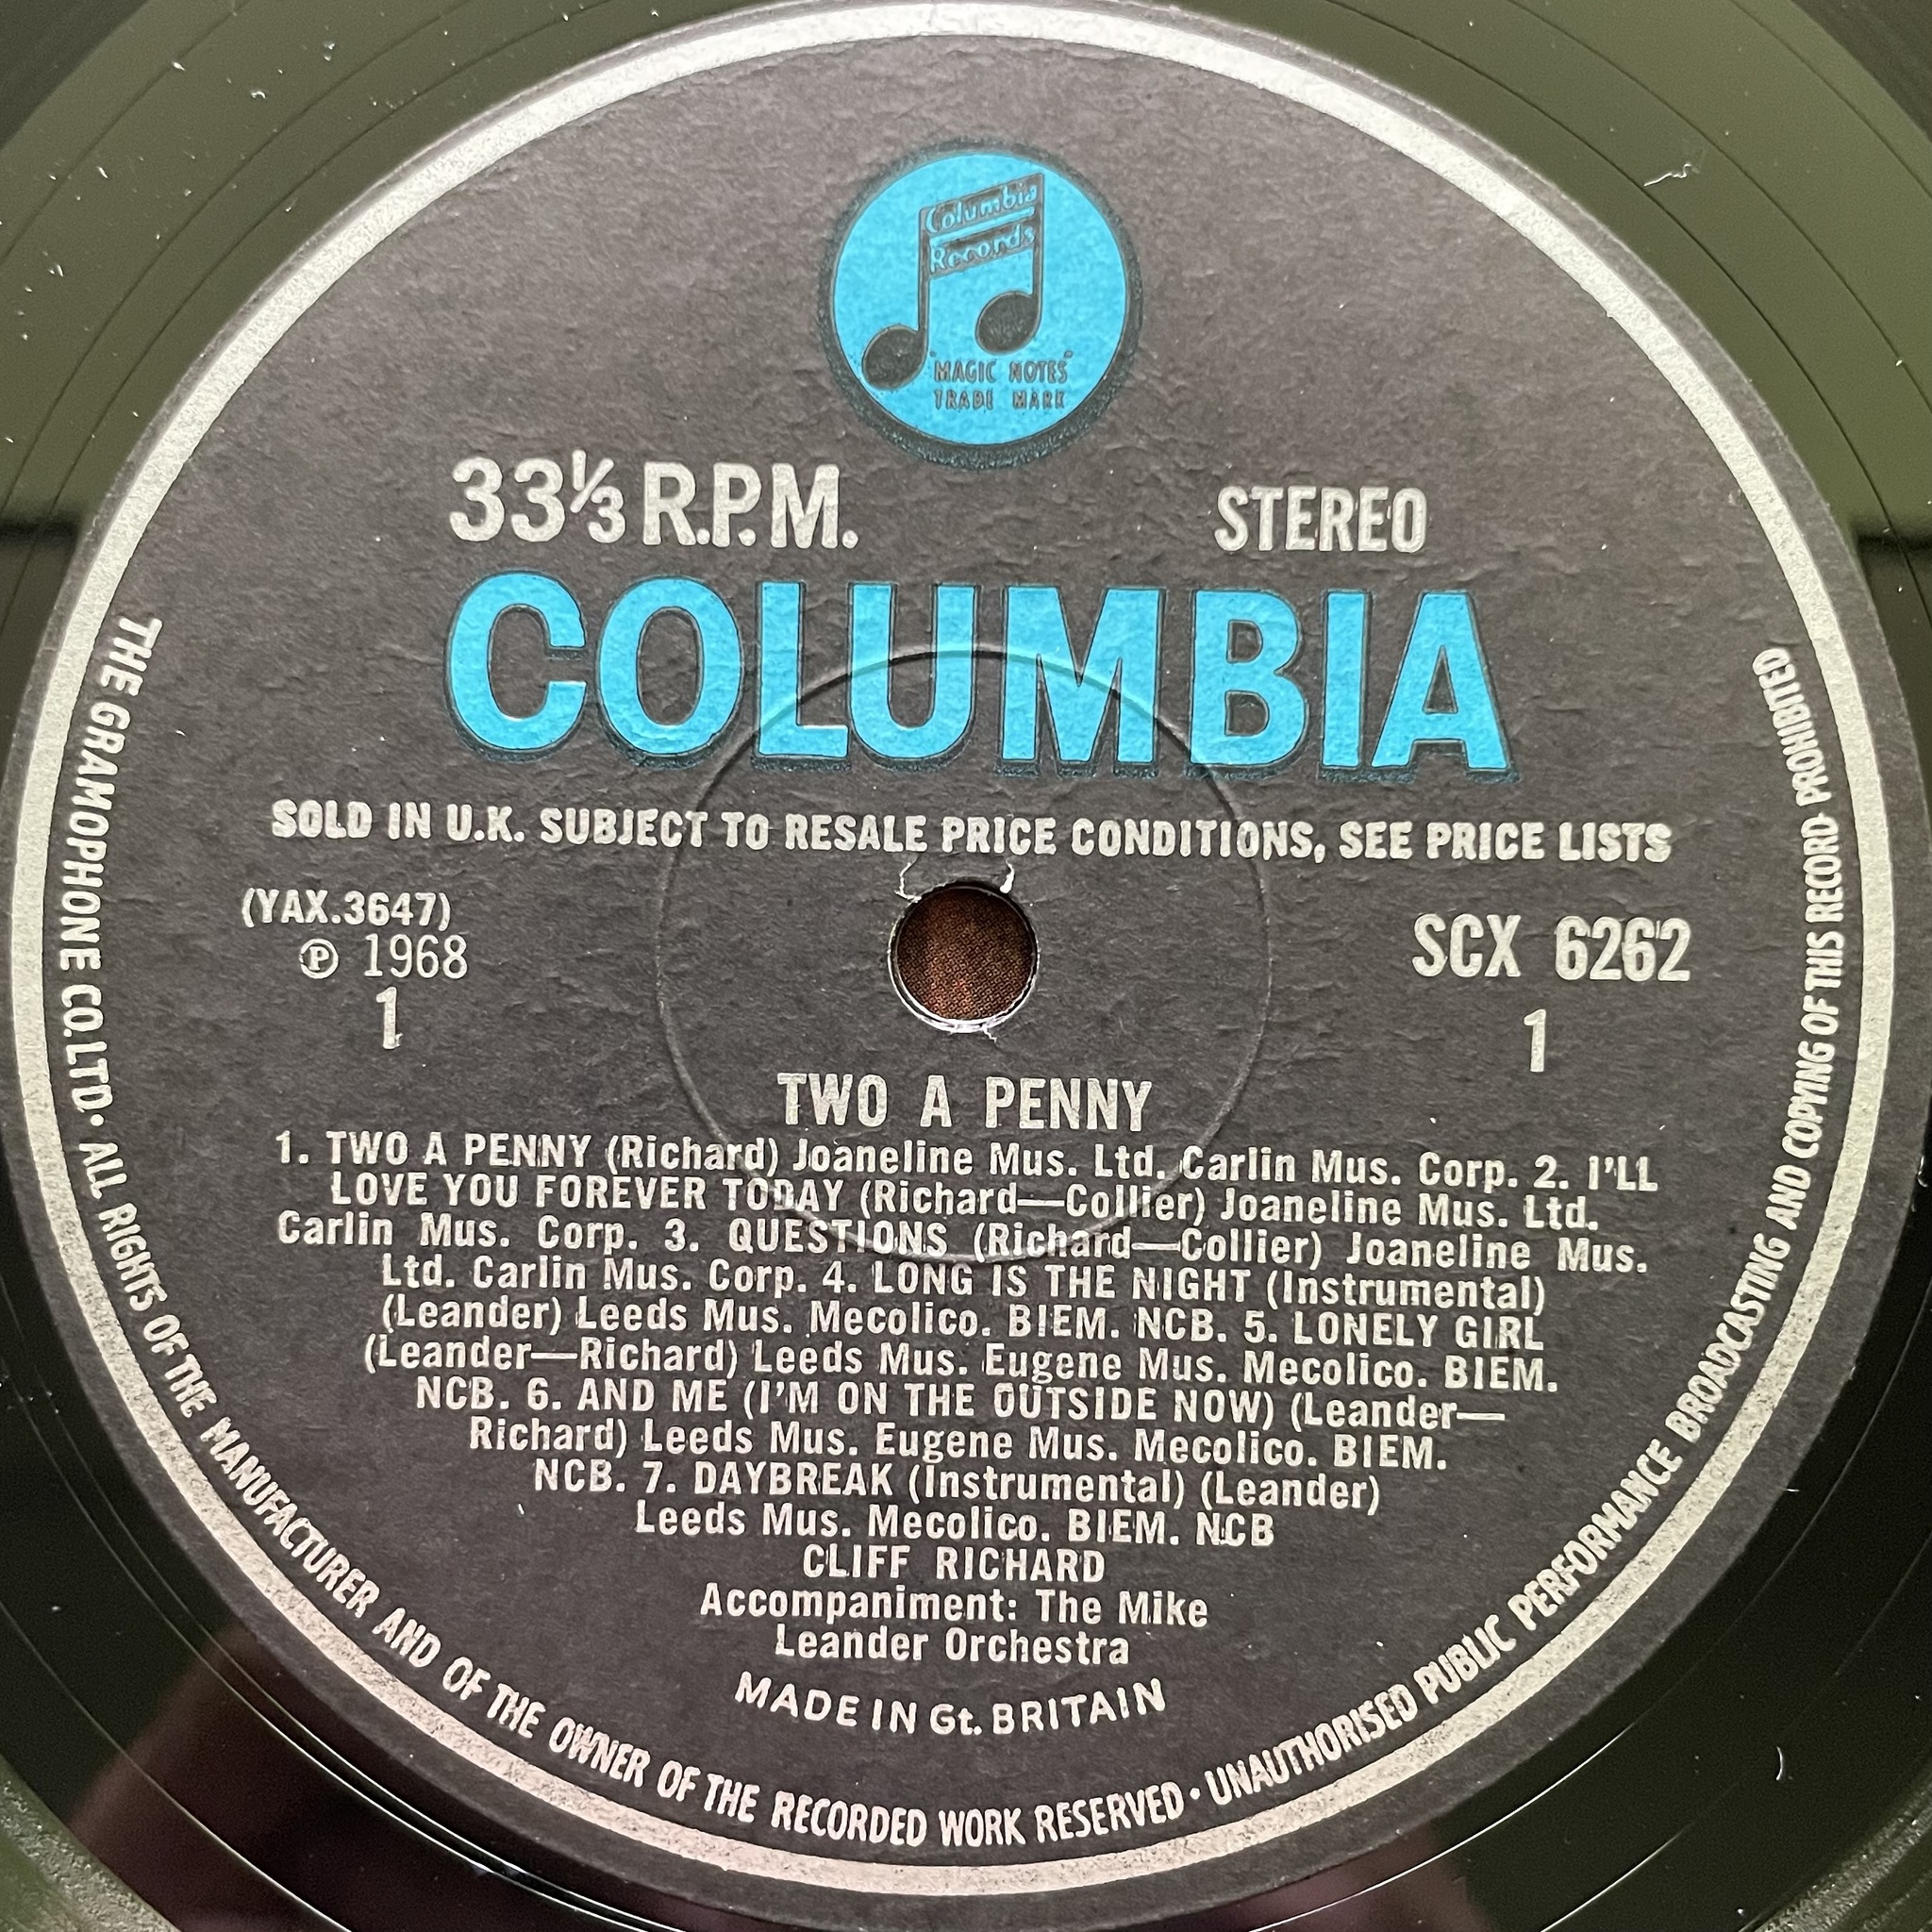 Columbia
Records
"MAGIC NOTES"
TRADE MARK
33⅓ R.P.M.
STEREO
COLUMBIA
SOLD IN U.K. SUBJECT TO RESALE PRICE CONDITIONS, SEE PRICE LISTS
(YAX.3647)
℗ 1968
1
SCX 6262
1
TWO A PENNY
1. TWO A PENNY (Richard) Joaneline Mus. Ltd. Carlin Mus. Corp. 2. I'LL
LOVE YOU FOREVER TODAY (Richard—Collier) Joaneline Mus. Ltd.
Carlin Mus. Corp. 3. QUESTIONS (Richard—Collier) Joaneline Mus.
Ltd. Carlin Mus. Corp. 4. LONG IS THE NIGHT (Instrumental)
(Leander) Leeds Mus. Mecolico. BIEM. NCB. 5. LONELY GIRL
(Leander—Richard) Leeds Mus. Eugene Mus. Mecolico. BIEM.
NCB. 6. AND ME (I'M ON THE OUTSIDE NOW) (Leander—
Richard) Leeds Mus. Eugene Mus. Mecolico. BIEM.
NCB. 7. DAYBREAK (Instrumental) (Leander)
Leeds Mus. Mecolico. BIEM. NCB
CLIFF RICHARD
Accompaniment: The Mike
Leander Orchestra
MADE IN Gt. BRITAIN
THE GRAMOPHONE CO. LTD. · ALL RIGHTS OF THE MANUFACTURER AND OF THE OWNER OF THE RECORDED WORK RESERVED · UNAUTHORISED PUBLIC PERFORMANCE BROADCASTING AND COPYING OF THIS RECORD PROHIBITED